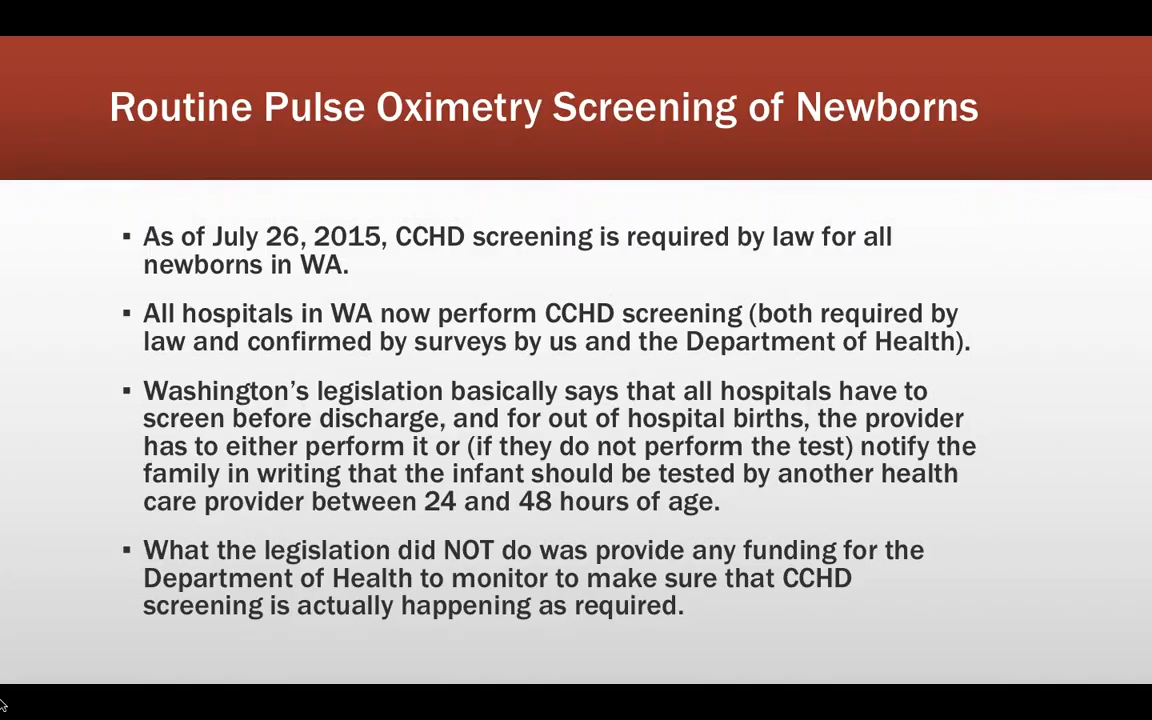 Routine Pulse Oximetry Screening of Newborns
▪ As of July 26, 2015, CCHD screening is required by law for all
newborns in WA.
▪ All hospitals in WA now perform CCHD screening (both required by
law and confirmed by surveys by us and the Department of Health).
▪ Washington’s legislation basically says that all hospitals have to
screen before discharge, and for out of hospital births, the provider
has to either perform it or (if they do not perform the test) notify the
family in writing that the infant should be tested by another health
care provider between 24 and 48 hours of age.
▪ What the legislation did NOT do was provide any funding for the
Department of Health to monitor to make sure that CCHD
screening is actually happening as required.